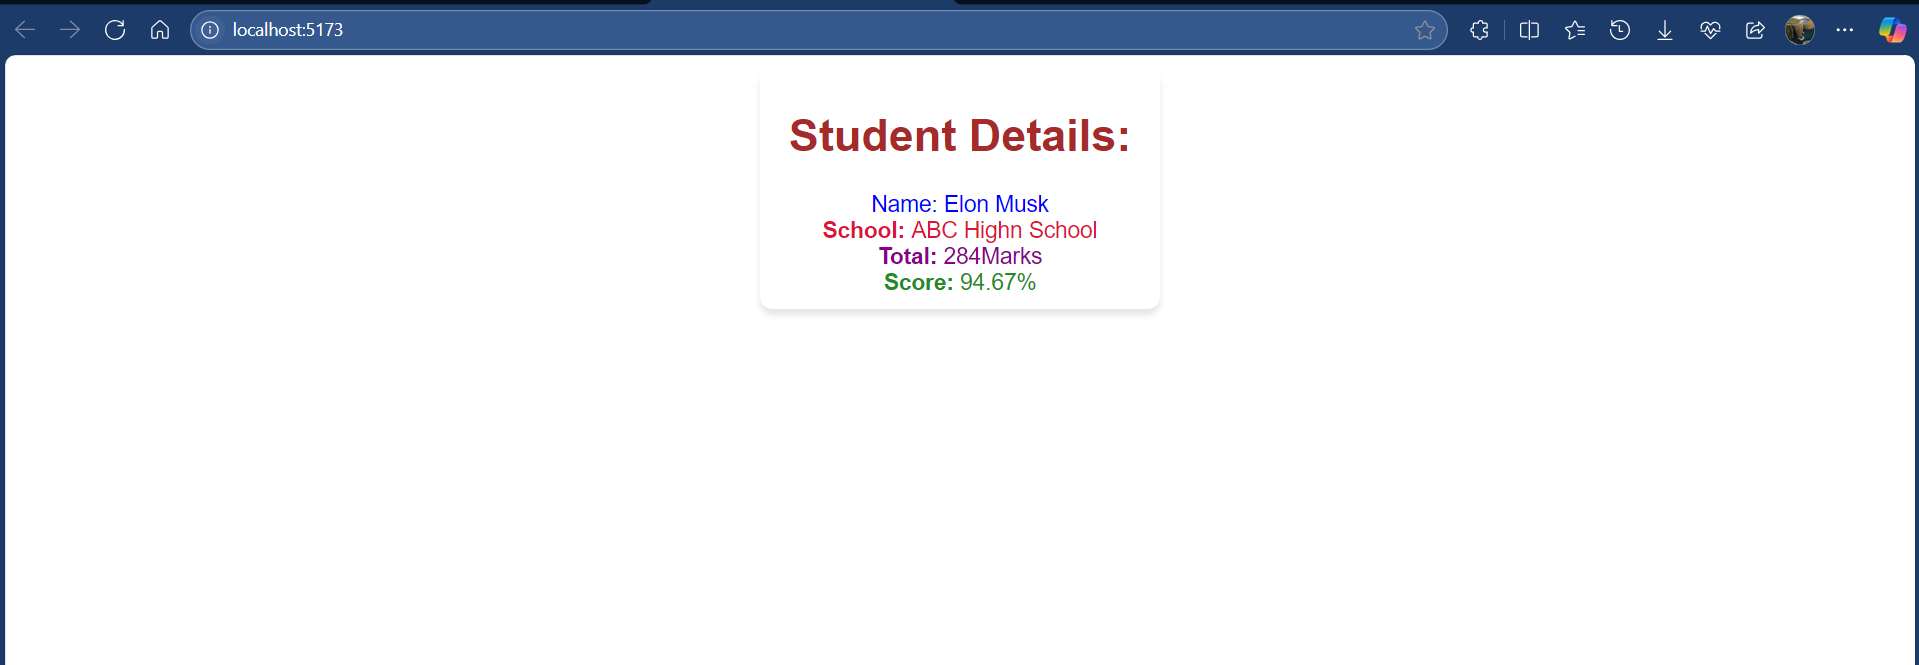 localhost:5173
Student Details:
Name: Elon Musk
School: ABC Highn School
Total: 284Marks
Score: 94.67%